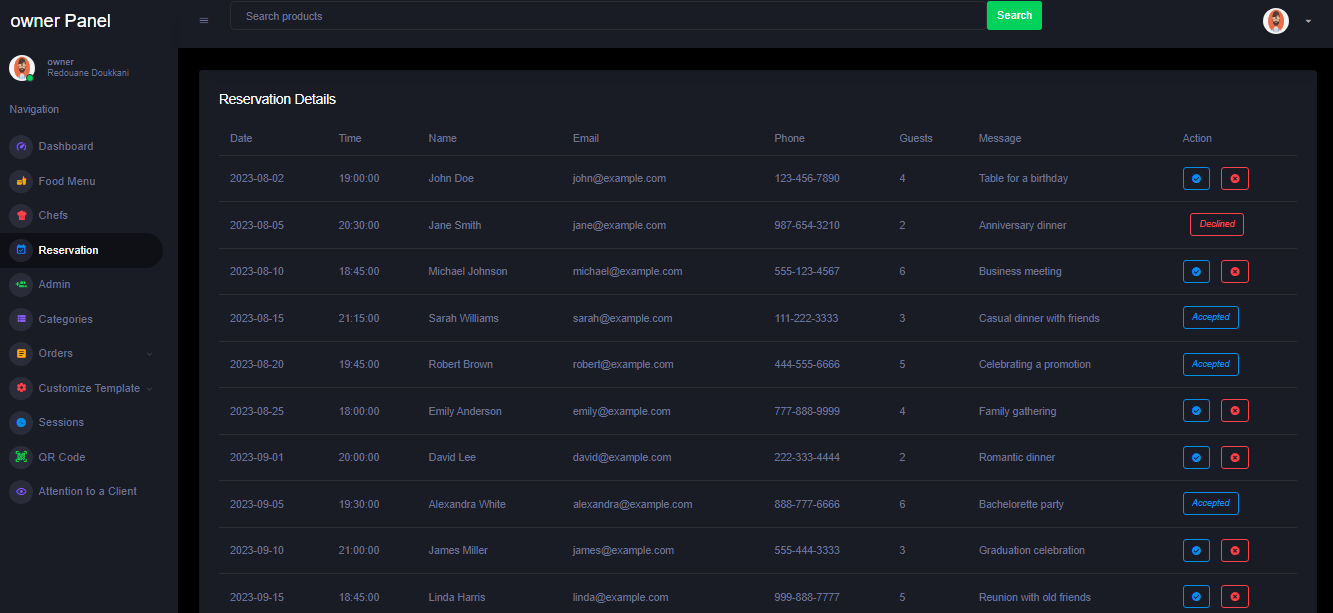 owner Panel
Search products
Search
owner
Redouane Doukkani
Navigation
Dashboard
Food Menu
Chefs
Reservation
Admin
Categories
Orders
Customize Template
Sessions
QR Code
Attention to a Client
Reservation Details
Date Time Name Email Phone Guests Message Action
2023-08-02 19:00:00 John Doe john@example.com 123-456-7890 4 Table for a birthday
2023-08-05 20:30:00 Jane Smith jane@example.com 987-654-3210 2 Anniversary dinner Declined
2023-08-10 18:45:00 Michael Johnson michael@example.com 555-123-4567 6 Business meeting
2023-08-15 21:15:00 Sarah Williams sarah@example.com 111-222-3333 3 Casual dinner with friends Accepted
2023-08-20 19:45:00 Robert Brown robert@example.com 444-555-6666 5 Celebrating a promotion Accepted
2023-08-25 18:00:00 Emily Anderson emily@example.com 777-888-9999 4 Family gathering
2023-09-01 20:00:00 David Lee david@example.com 222-333-4444 2 Romantic dinner
2023-09-05 19:30:00 Alexandra White alexandra@example.com 888-777-6666 6 Bachelorette party Accepted
2023-09-10 21:00:00 James Miller james@example.com 555-444-3333 3 Graduation celebration
2023-09-15 18:45:00 Linda Harris linda@example.com 999-888-7777 5 Reunion with old friends